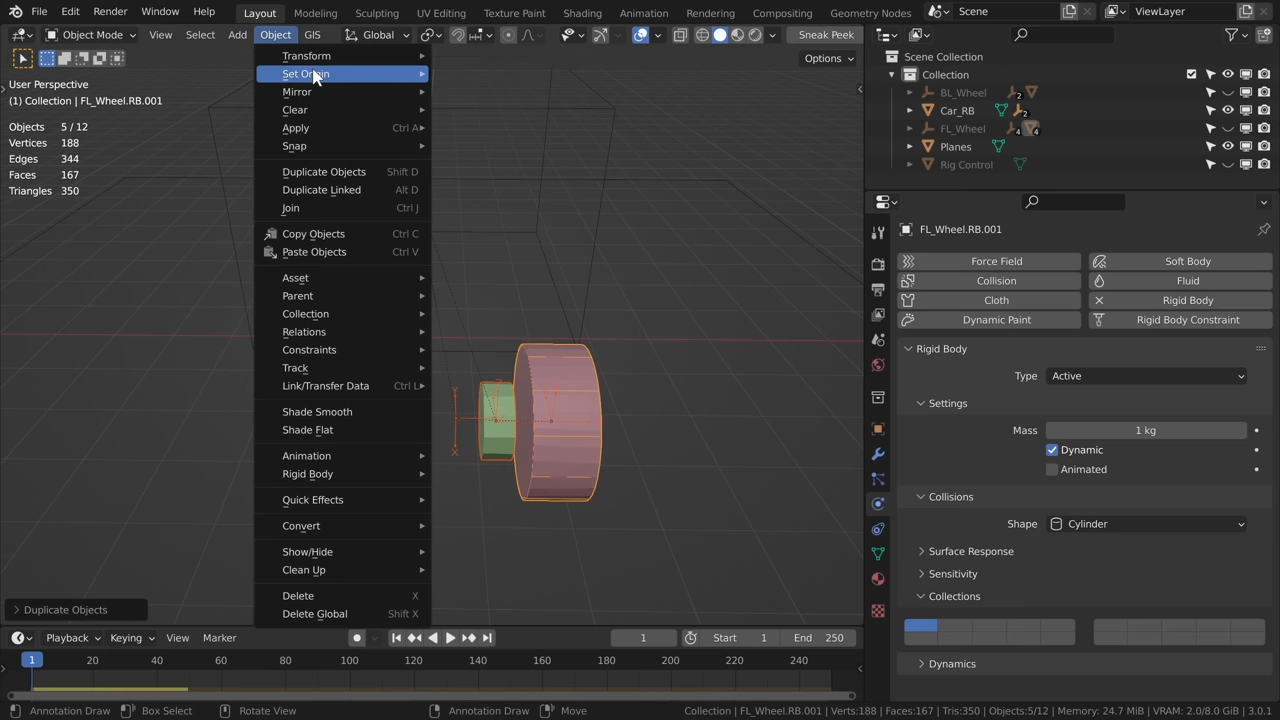 File Edit Render Window Help Layout Modeling Sculpting UV Editing Texture Paint Shading Animation Rendering Compositing Geometry Nodes Scene ViewLayer
Object Mode View Select Add Object GIS Global Sneak Peek
Options
User Perspective
(1) Collection | FL_Wheel.RB.001
Objects 5 / 12
Vertices 188
Edges 344
Faces 167
Triangles 350
Transform
Set Origin
Mirror
Clear
Apply Ctrl A
Snap
Duplicate Objects Shift D
Duplicate Linked Alt D
Join Ctrl J
Copy Objects Ctrl C
Paste Objects Ctrl V
Asset
Parent
Collection
Relations
Constraints
Track
Link/Transfer Data Ctrl L
Shade Smooth
Shade Flat
Animation
Rigid Body
Quick Effects
Convert
Show/Hide
Clean Up
Delete X
Delete Global Shift X
Duplicate Objects
Scene Collection
Collection
BL_Wheel 2
Car_RB 2
FL_Wheel 4 4
Planes
Rig Control
FL_Wheel.RB.001
Force Field Soft Body
Collision Fluid
Cloth Rigid Body
Dynamic Paint Rigid Body Constraint
Rigid Body
Type Active
Settings
Mass 1 kg
Dynamic
Animated
Collisions
Shape Cylinder
Surface Response
Sensitivity
Collections
Dynamics
Playback Keying View Marker 1 Start 1 End 250
1 20 40 60 80 100 120 140 160 180 200 220 240
Annotation Draw Box Select Rotate View Annotation Draw Move Collection | FL_Wheel.RB.001 | Verts:188 | Faces:167 | Tris:350 | Objects:5/12 | Memory: 24.7 MiB | VRAM: 2.0/8.0 GiB | 3.0.1